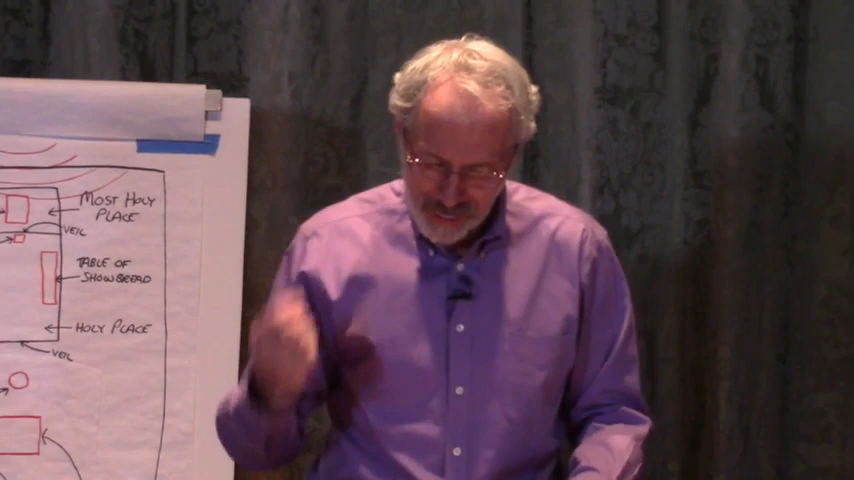 MOST HOLY
PLACE
VEIL
TABLE OF
SHOWBREAD
HOLY PLACE
VEIL